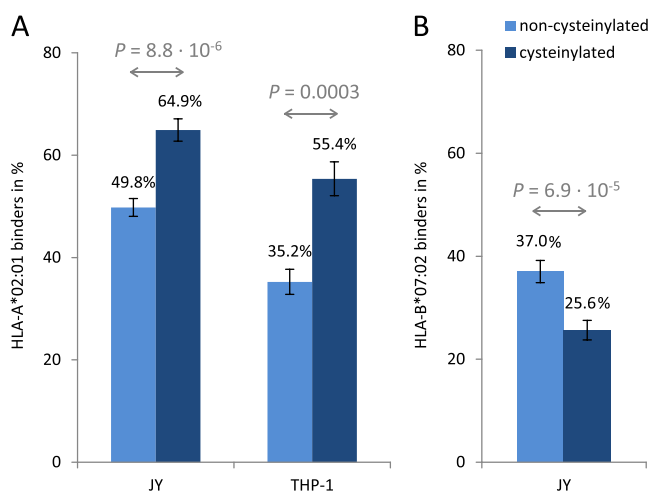 A
HLA-A*02:01 binders in %
80
60
40
20
0
P = 8.8 · 10-6
64.9%
49.8%
P = 0.0003
55.4%
35.2%
JY
THP-1
B
non-cysteinylated
cysteinylated
HLA-B*07:02 binders in %
80
60
40
20
0
P = 6.9 · 10-5
37.0%
25.6%
JY